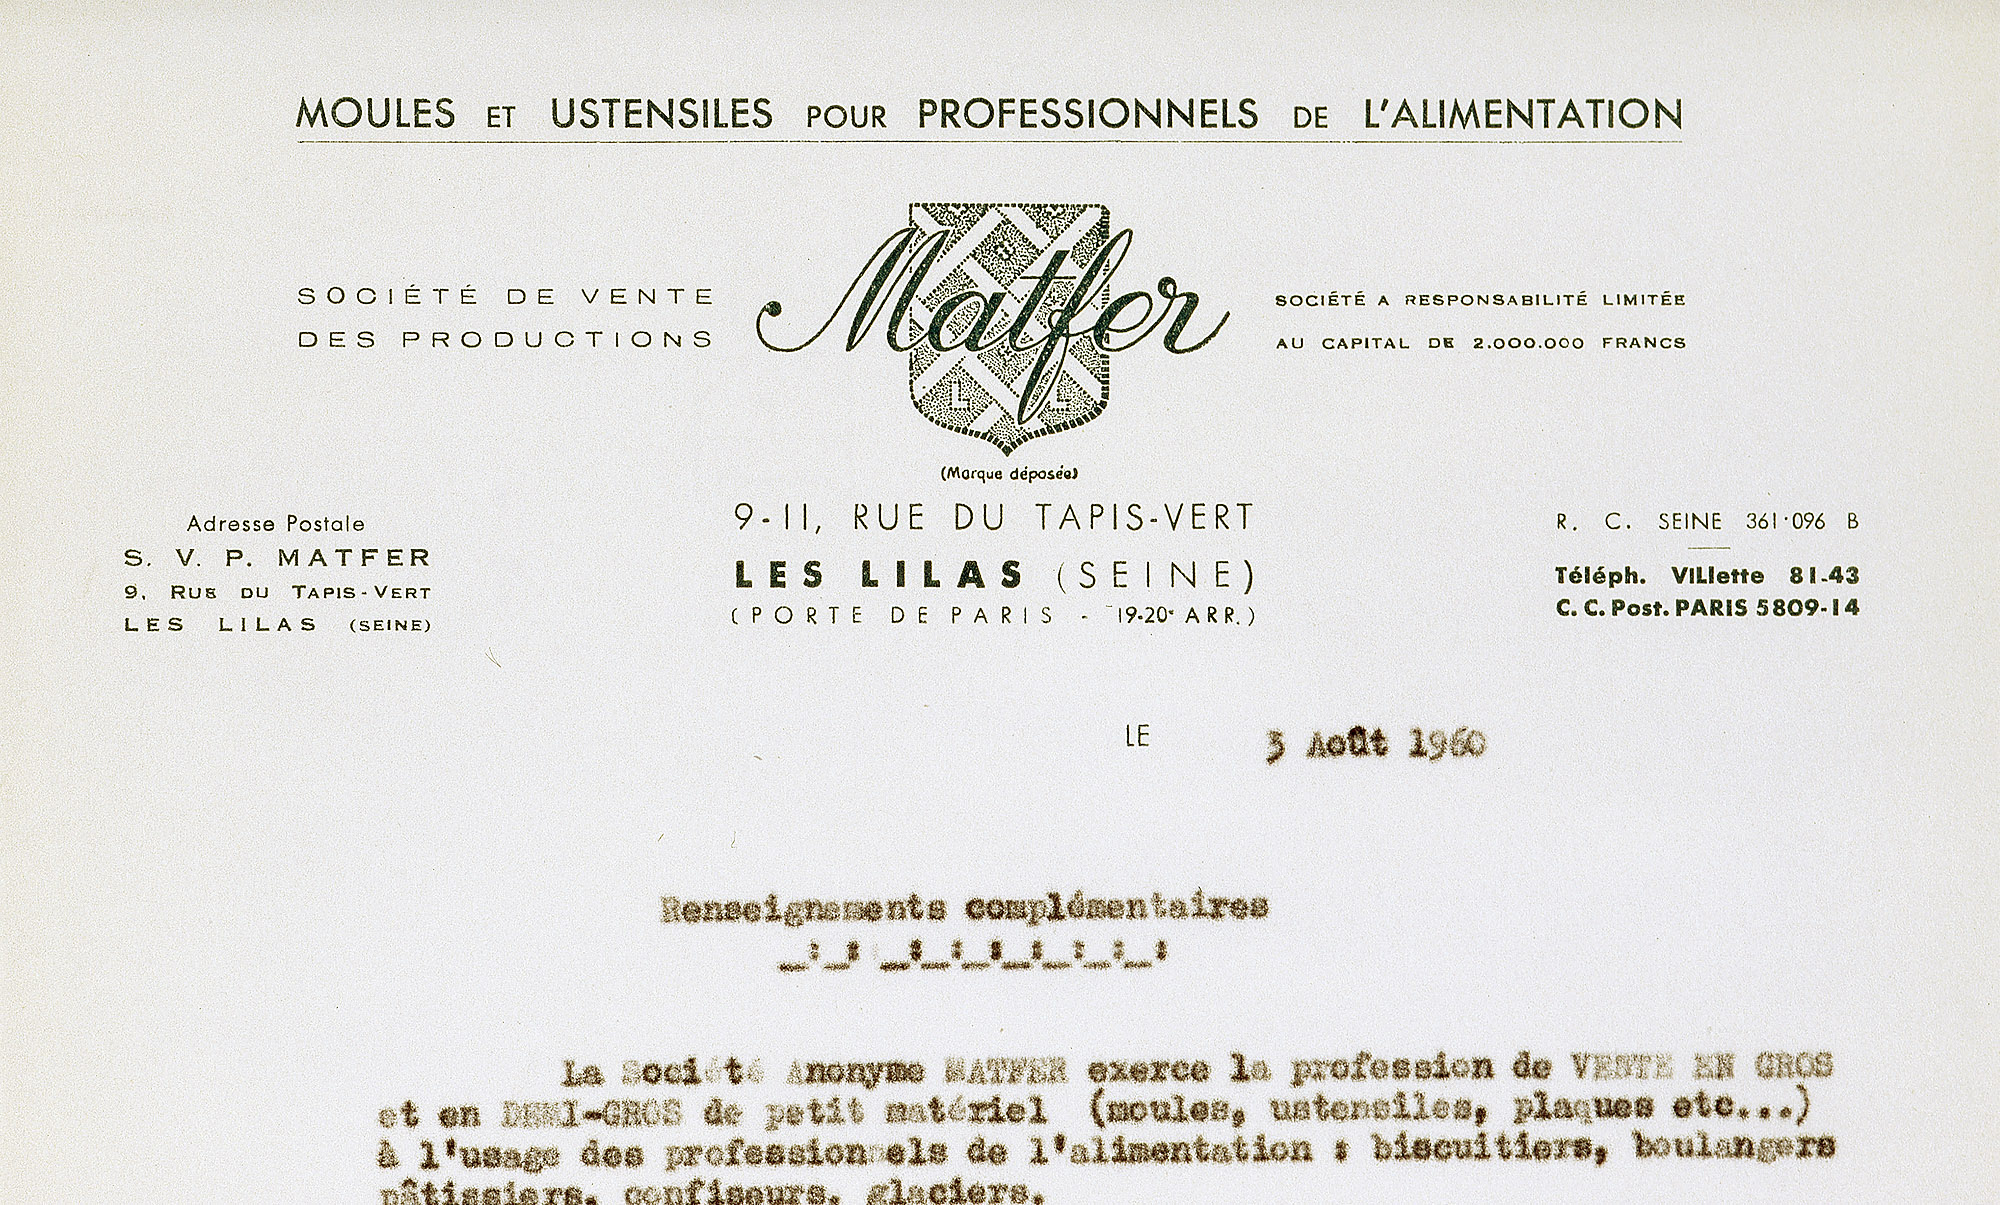 MOULES ET USTENSILES POUR PROFESSIONNELS DE L'ALIMENTATION
SOCIÉTÉ DE VENTE
DES PRODUCTIONS
Matfer
L L
(Marque déposée)
SOCIÉTÉ A RESPONSABILITÉ LIMITÉE
AU CAPITAL DE 2.000.000 FRANCS
Adresse Postale
S. V. P. MATFER
9, RUE DU TAPIS-VERT
LES LILAS (SEINE)
9-11, RUE DU TAPIS-VERT
LES LILAS (SEINE)
(PORTE DE PARIS - 19-20e ARR.)
R. C. SEINE 361·096 B
Téléph. VILlette 81-43
C. C. Post. PARIS 5809-14
LE 3 Août 1960
Renseignements complémentaires
La Société Anonyme MATFER exerce la profession de VENTE EN GROS
et en DEMI-GROS de petit matériel (moules, ustensiles, plaques etc...)
à l'usage des professionnels de l'alimentation : biscuitiers, boulangers
pâtissiers, confiseurs, glaciers.